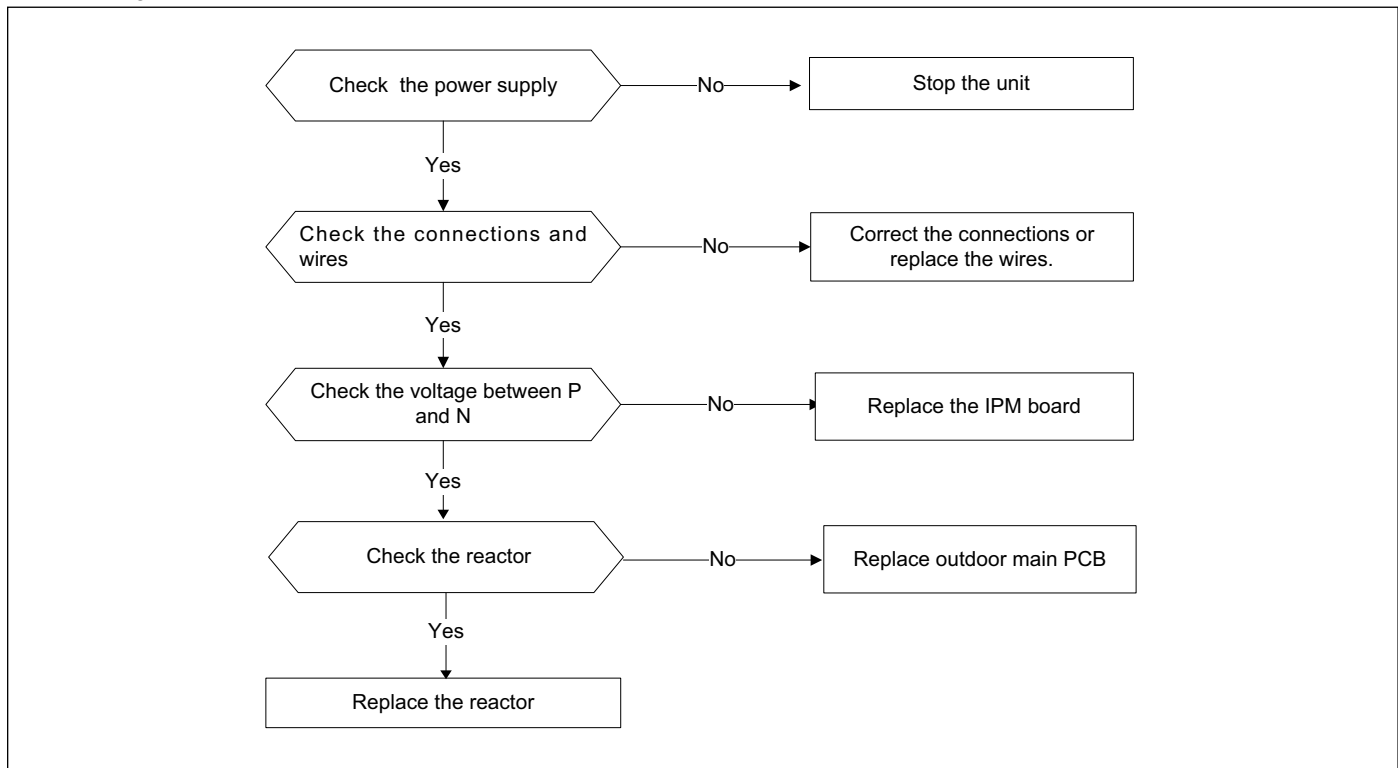 Check the power supply
No
Stop the unit
Yes
Check the connections and
wires
No
Correct the connections or
replace the wires.
Yes
Check the voltage between P
and N
No
Replace the IPM board
Yes
Check the reactor
No
Replace outdoor main PCB
Yes
Replace the reactor